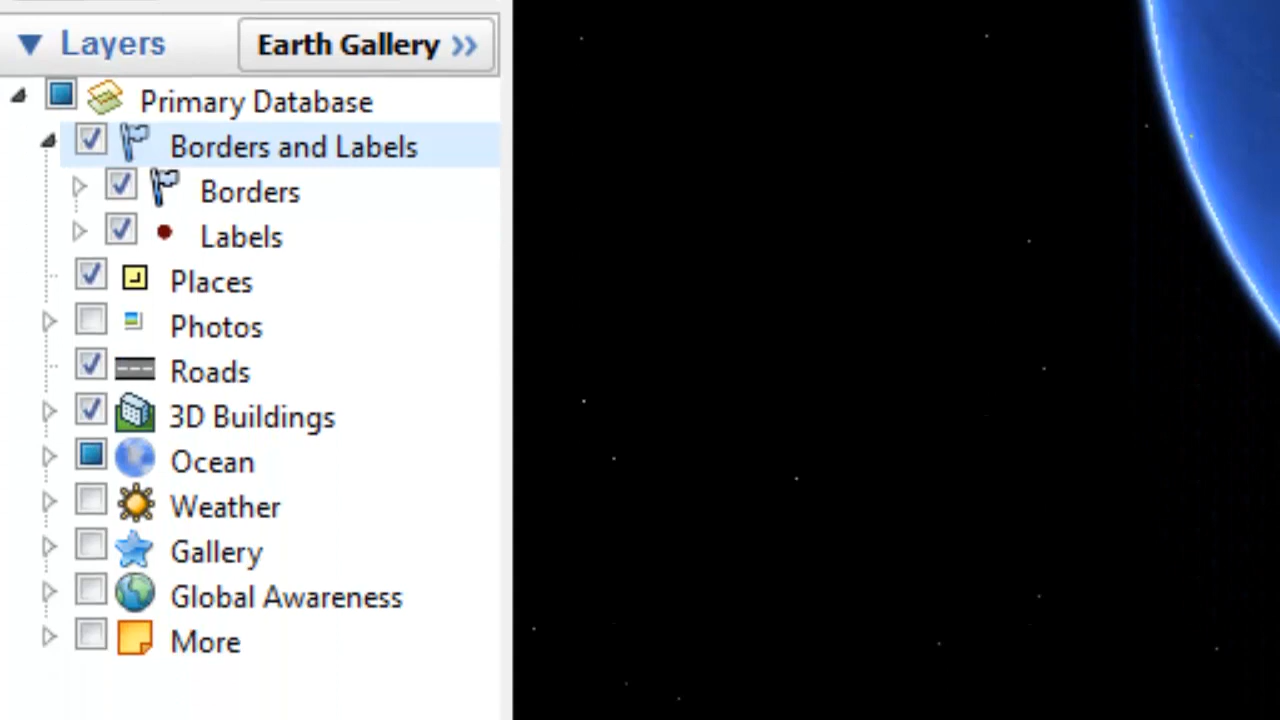 Layers
Earth Gallery »
Primary Database
Borders and Labels
Borders
Labels
Places
Photos
Roads
3D Buildings
Ocean
Weather
Gallery
Global Awareness
More